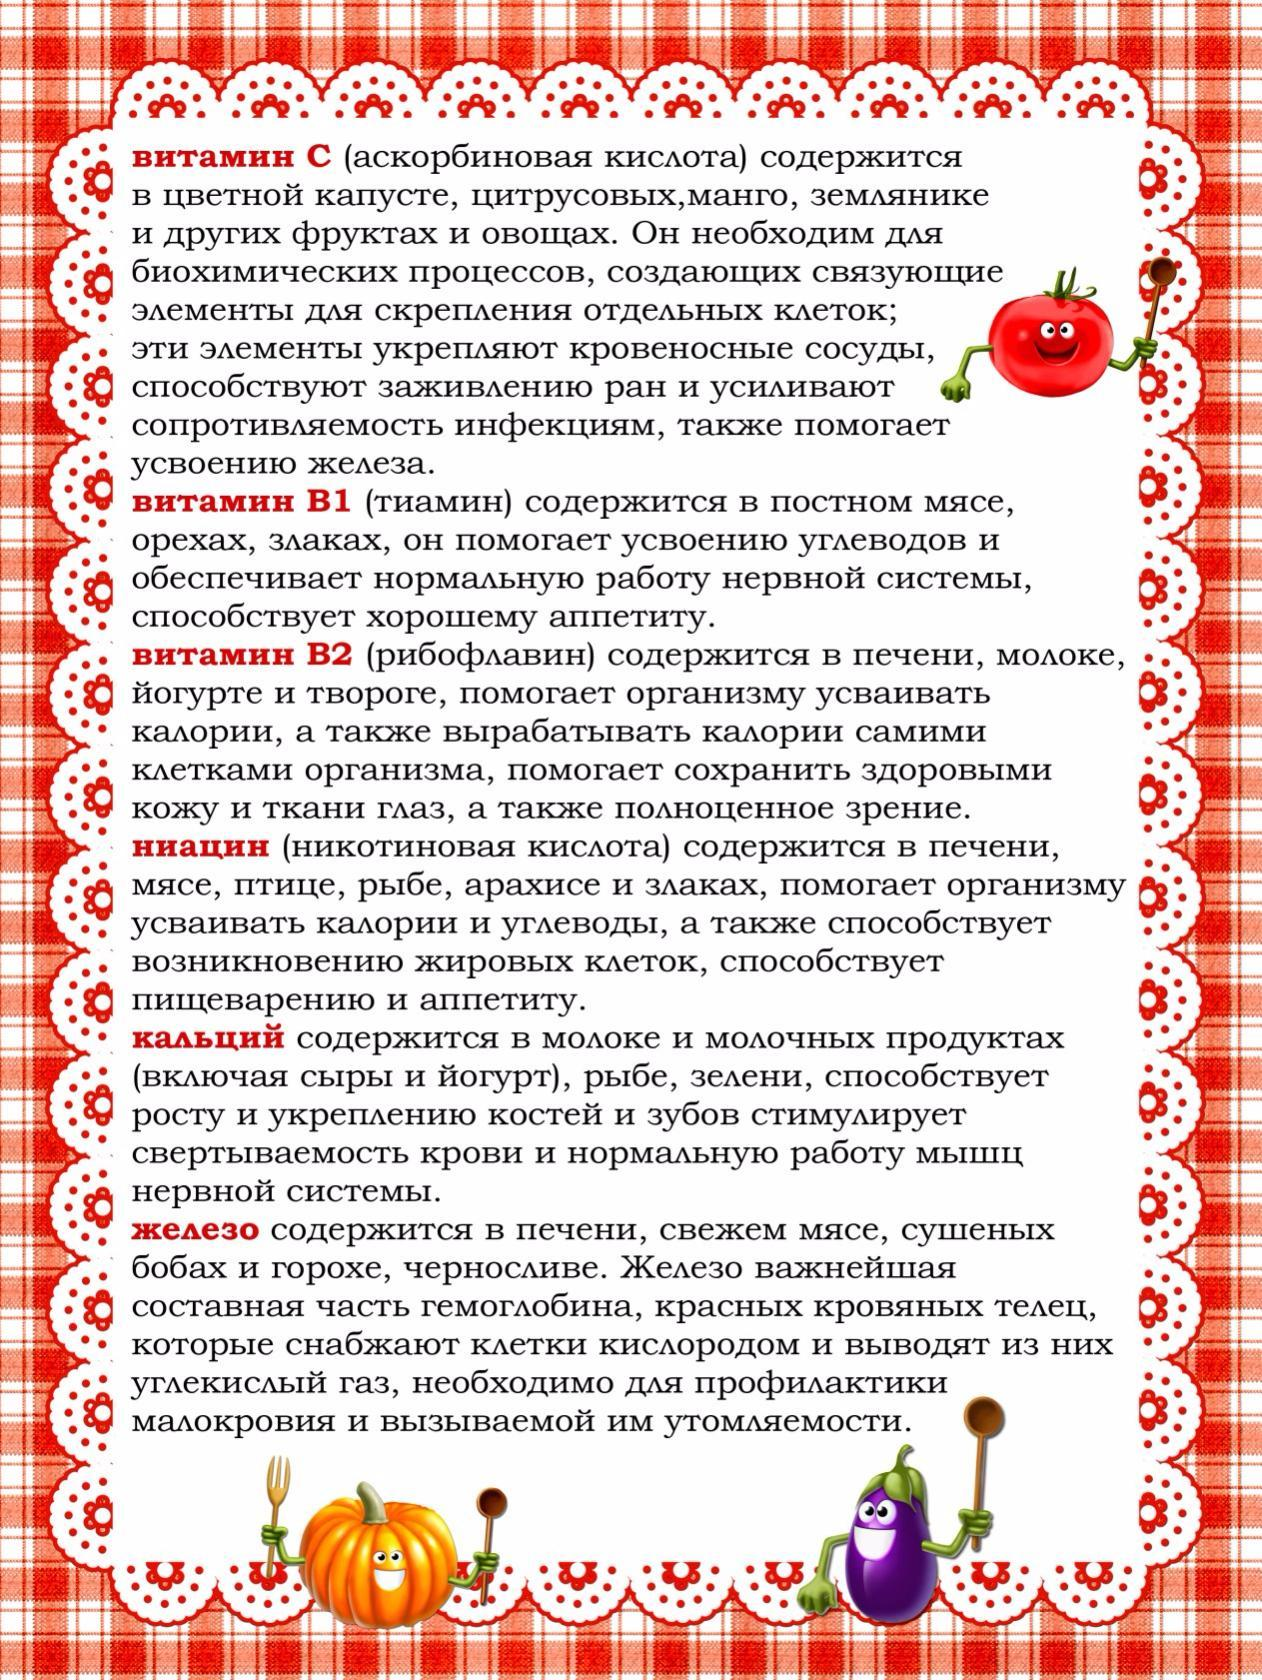 витамин С (аскорбиновая кислота) содержится
в цветной капусте, цитрусовых,манго, землянике
и других фруктах и овощах. Он необходим для
биохимических процессов, создающих связующие
элементы для скрепления отдельных клеток;
эти элементы укрепляют кровеносные сосуды,
способствуют заживлению ран и усиливают
сопротивляемость инфекциям, также помогает
усвоению железа.
витамин В1 (тиамин) содержится в постном мясе,
орехах, злаках, он помогает усвоению углеводов и
обеспечивает нормальную работу нервной системы,
способствует хорошему аппетиту.
витамин В2 (рибофлавин) содержится в печени, молоке,
йогурте и твороге, помогает организму усваивать
калории, а также вырабатывать калории самими
клетками организма, помогает сохранить здоровыми
кожу и ткани глаз, а также полноценное зрение.
ниацин (никотиновая кислота) содержится в печени,
мясе, птице, рыбе, арахисе и злаках, помогает организму
усваивать калории и углеводы, а также способствует
возникновению жировых клеток, способствует
пищеварению и аппетиту.
кальций содержится в молоке и молочных продуктах
(включая сыры и йогурт), рыбе, зелени, способствует
росту и укреплению костей и зубов стимулирует
свертываемость крови и нормальную работу мышц
нервной системы.
железо содержится в печени, свежем мясе, сушеных
бобах и горохе, черносливе. Железо важнейшая
составная часть гемоглобина, красных кровяных телец,
которые снабжают клетки кислородом и выводят из них
углекислый газ, необходимо для профилактики
малокровия и вызываемой им утомляемости.